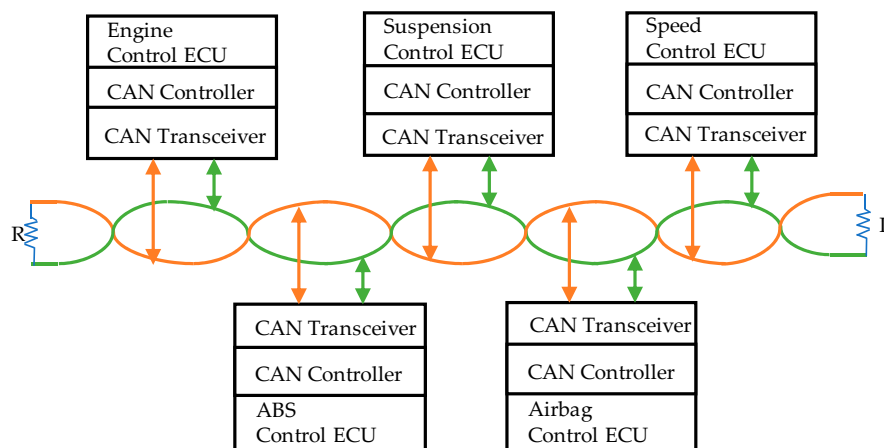 Engine
Control ECU
CAN Controller
CAN Transceiver
Suspension
Control ECU
CAN Controller
CAN Transceiver
Speed
Control ECU
CAN Controller
CAN Transceiver
R
CAN Transceiver
CAN Controller
ABS
Control ECU
CAN Transceiver
CAN Controller
Airbag
Control ECU